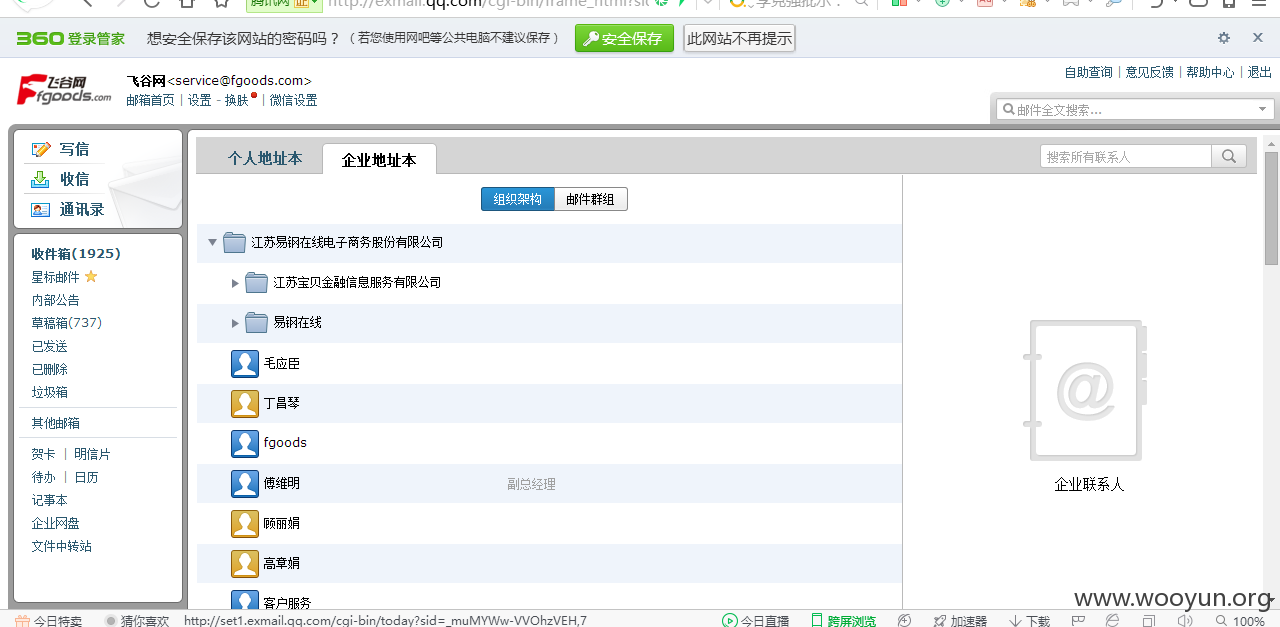 腾讯网 证 http://exmail.qq.com/cgi-bin/frame_html?sid
360 登录管家 想安全保存该网站的密码吗？（若您使用网吧等公共电脑不建议保存） 安全保存 此网站不再提示
飞谷网 fgoods.com 飞谷网<service@fgoods.com>
邮箱首页 | 设置 - 换肤 | 微信设置
自助查询 | 意见反馈 | 帮助中心 | 退出
邮件全文搜索...
写信
收信
通讯录
收件箱(1925)
星标邮件
内部公告
草稿箱(737)
已发送
已删除
垃圾箱
其他邮箱
贺卡 | 明信片
待办 | 日历
记事本
企业网盘
文件中转站
个人地址本 企业地址本 搜索所有联系人
组织架构 邮件群组
江苏易钢在线电子商务股份有限公司
江苏宝贝金融信息服务有限公司
易钢在线
毛应臣
丁昌琴
fgoods
傅维明 副总经理
顾丽娟
高章娟
客户服务
@
企业联系人
www.wooyun.org
今日特卖 猜你喜欢 http://set1.exmail.qq.com/cgi-bin/today?sid=_muMYWw-VVOhzVEH,7 今日直播 跨屏浏览 加速器 下载 100%